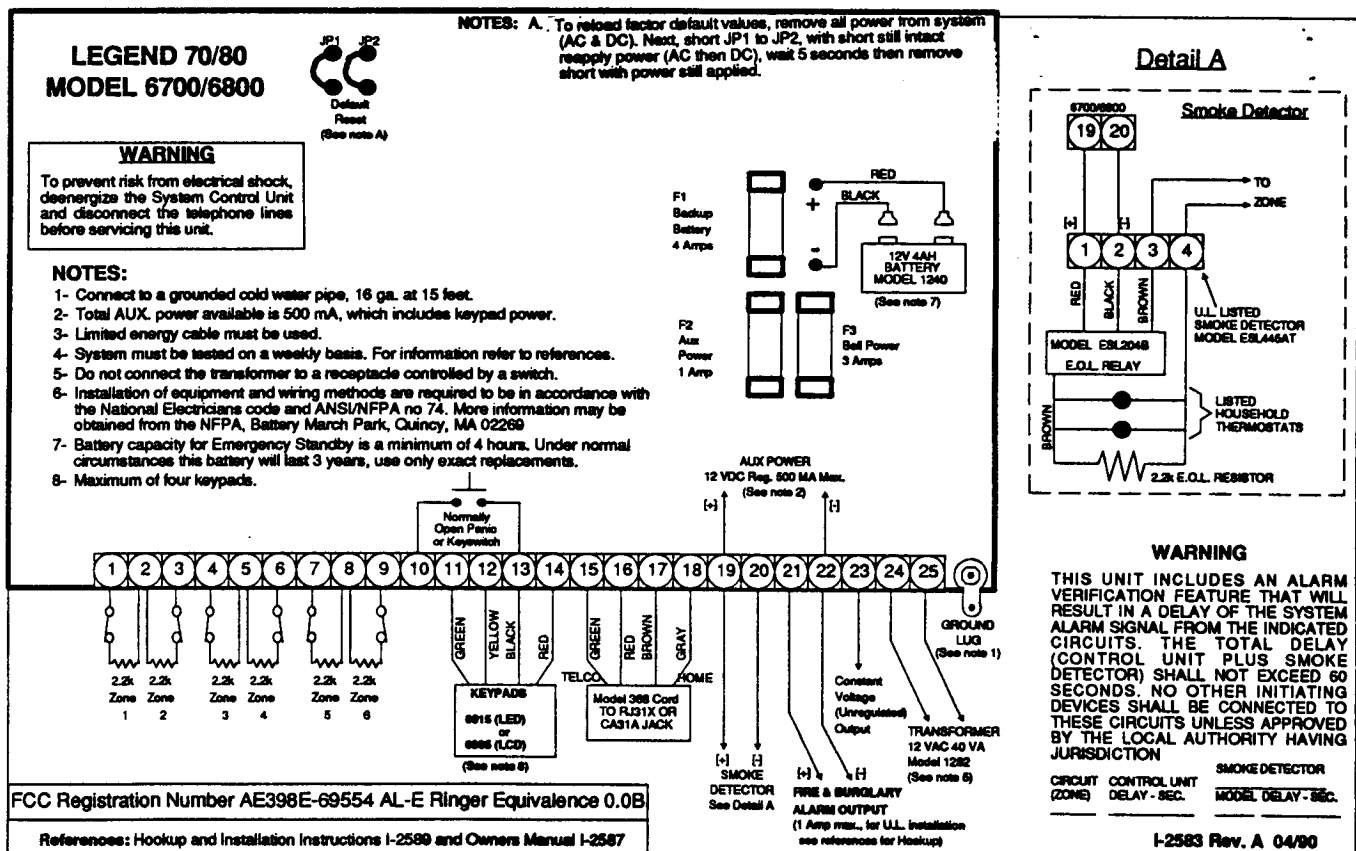 LEGEND 70/80
MODEL 6700/6800
JP1 JP2
Default
Reset
(See note A)
NOTES: A. To reload factor default values, remove all power from system
(AC & DC). Next, short JP1 to JP2, with short still intact
reapply power (AC then DC), wait 5 seconds then remove
short with power still applied.
WARNING
To prevent risk from electrical shock,
deenergize the System Control Unit
and disconnect the telephone lines
before servicing this unit.
NOTES:
1- Connect to a grounded cold water pipe, 16 ga. at 15 feet.
2- Total AUX. power available is 500 mA, which includes keypad power.
3- Limited energy cable must be used.
4- System must be tested on a weekly basis. For information refer to references.
5- Do not connect the transformer to a receptacle controlled by a switch.
6- Installation of equipment and wiring methods are required to be in accordance with
the National Electricians code and ANSI/NFPA no 74. More information may be
obtained from the NFPA, Battery March Park, Quincy, MA 02269
7- Battery capacity for Emergency Standby is a minimum of 4 hours. Under normal
circumstances this battery will last 3 years, use only exact replacements.
8- Maximum of four keypads.
F1
Backup
Battery
4 Amps
RED
BLACK
+
-
12V 4AH
BATTERY
MODEL 1240
(See note 7)
F2
Aux
Power
1 Amp
F3
Bell Power
3 Amps
Normally
Open Panic
or Keyswitch
AUX POWER
12 VDC Reg. 500 MA Max.
(See note 2)
[+] [-]
1 2 3 4 5 6 7 8 9 10 11 12 13 14 15 16 17 18 19 20 21 22 23 24 25
2.2k
Zone
1
2.2k
Zone
2
2.2k
Zone
3
2.2k
Zone
4
2.2k
Zone
5
2.2k
Zone
6
GREEN
YELLOW
BLACK
RED
KEYPADS
6915 (LED)
or
(LCD)
(See note 8)
GREEN
RED
BROWN
GRAY
TELCO
HOME
Model 368 Cord
TO RJ31X OR
CA31A JACK
[+] [-]
SMOKE
DETECTOR
See Detail A
[+] [-]
FIRE & BURGLARY
ALARM OUTPUT
(1 Amp max., for U.L. installation
see references for Hookup)
Constant
Voltage
(Unregulated)
Output
TRANSFORMER
12 VAC 40 VA
Model 1282
(See note 5)
GROUND
LUG
(See note 1)
FCC Registration Number AE398E-69554 AL-E Ringer Equivalence 0.0B
References: Hookup and Installation Instructions I-2589 and Owners Manual I-2587
Detail A
6700/6800
Smoke Detector
19 20
TO
ZONE
[+] [-]
1 2 3 4
RED
BLACK
BROWN
U.L. LISTED
SMOKE DETECTOR
MODEL ESL445AT
MODEL ESL204B
E.O.L. RELAY
BROWN
LISTED
HOUSEHOLD
THERMOSTATS
2.2k E.O.L. RESISTOR
WARNING
THIS UNIT INCLUDES AN ALARM
VERIFICATION FEATURE THAT WILL
RESULT IN A DELAY OF THE SYSTEM
ALARM SIGNAL FROM THE INDICATED
CIRCUITS. THE TOTAL DELAY
(CONTROL UNIT PLUS SMOKE
DETECTOR) SHALL NOT EXCEED 60
SECONDS. NO OTHER INITIATING
DEVICES SHALL BE CONNECTED TO
THESE CIRCUITS UNLESS APPROVED
BY THE LOCAL AUTHORITY HAVING
JURISDICTION
CIRCUIT CONTROL UNIT SMOKE DETECTOR
(ZONE) DELAY - SEC. MODEL DELAY - SEC.
I-2583 Rev. A 04/90